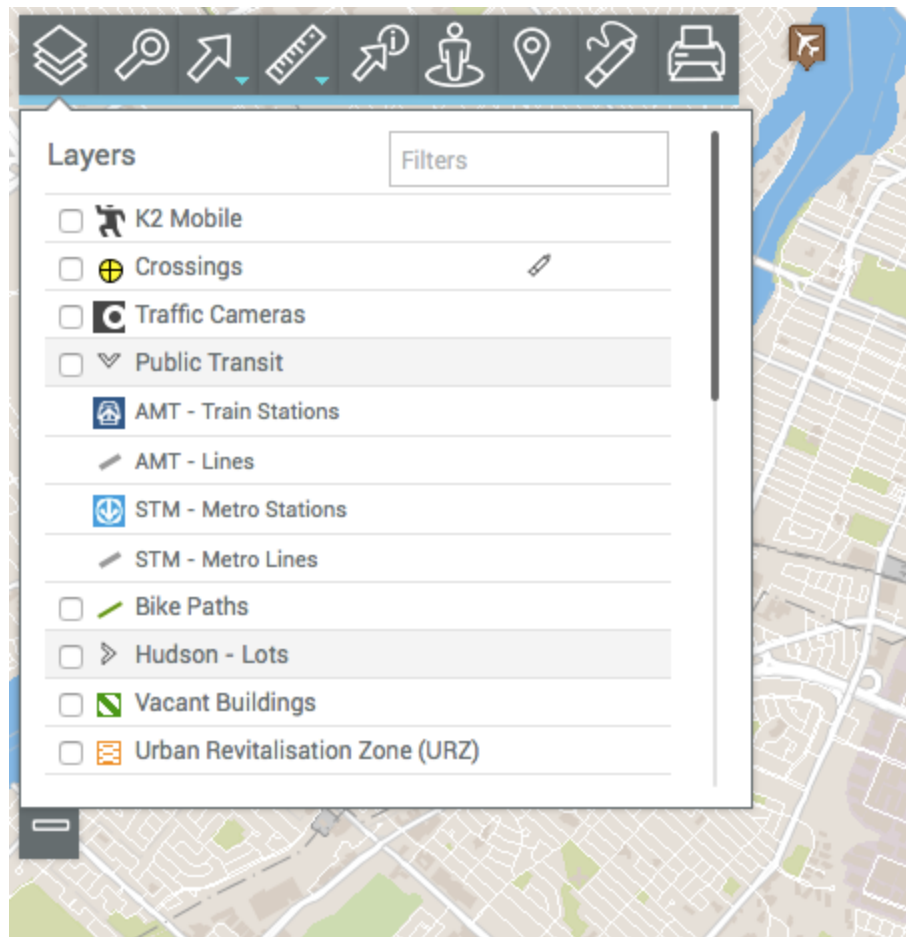 Layers
Filters
K2 Mobile
Crossings
Traffic Cameras
Public Transit
AMT - Train Stations
AMT - Lines
STM - Metro Stations
STM - Metro Lines
Bike Paths
Hudson - Lots
Vacant Buildings
Urban Revitalisation Zone (URZ)